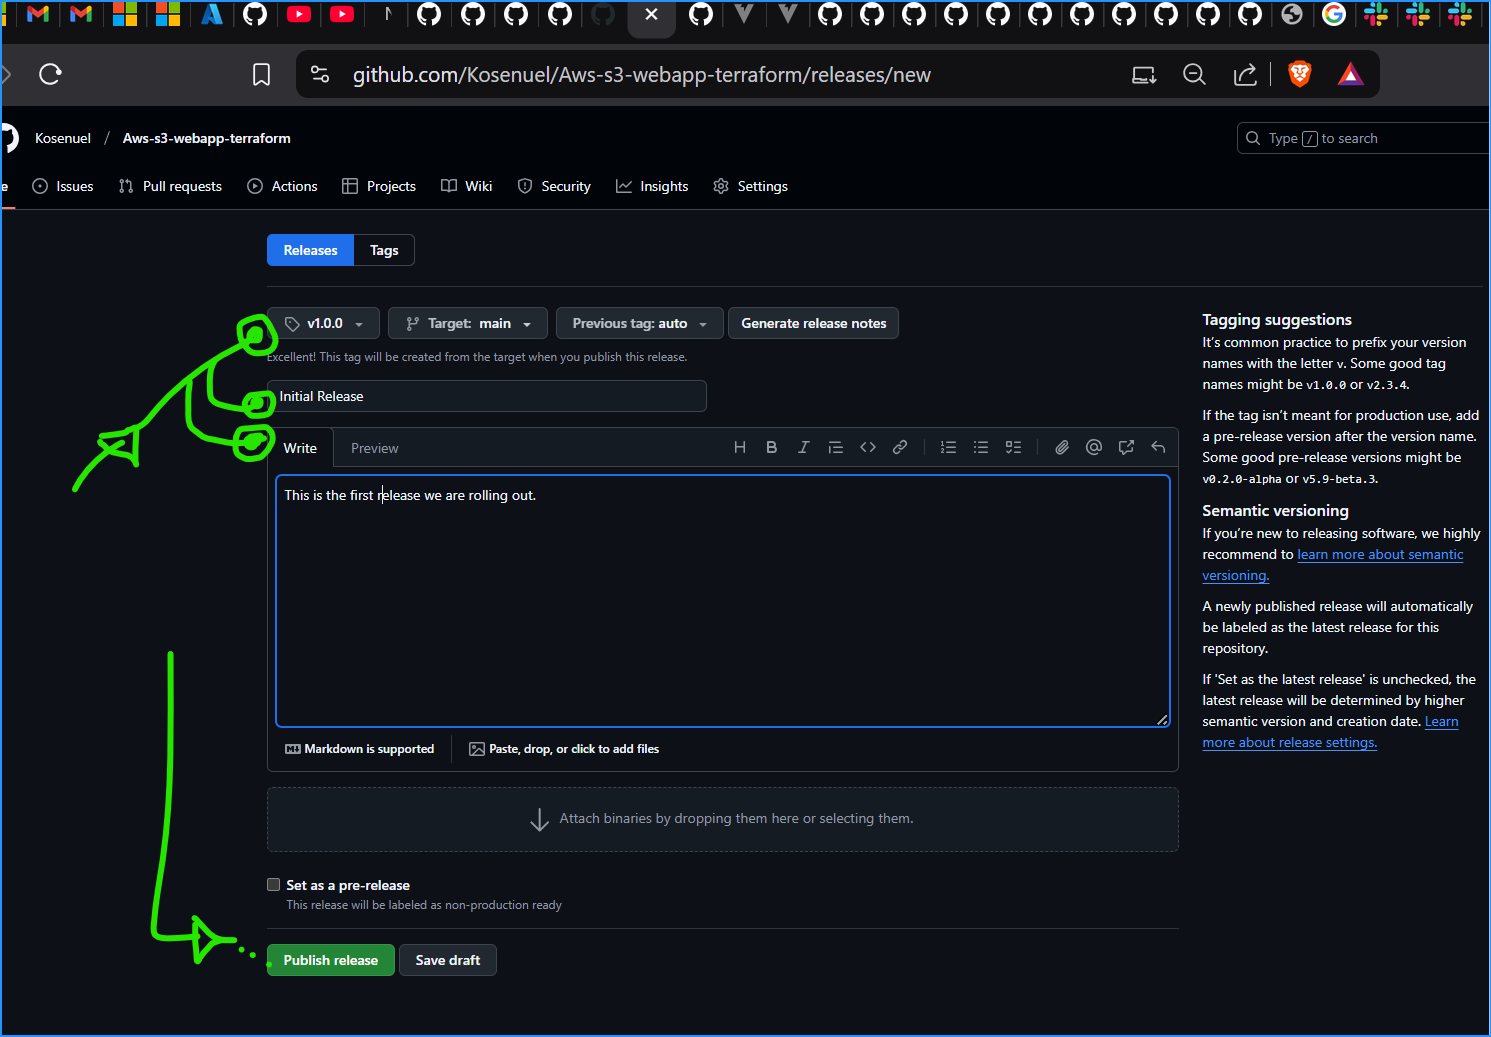 github.com/Kosenuel/Aws-s3-webapp-terraform/releases/new
Kosenuel / Aws-s3-webapp-terraform
Type / to search
e
Issues
Pull requests
Actions
Projects
Wiki
Security
Insights
Settings
Releases
Tags
v1.0.0
Target: main
Previous tag: auto
Generate release notes
Excellent! This tag will be created from the target when you publish this release.
Initial Release
Write
Preview
This is the first release we are rolling out.
Markdown is supported
Paste, drop, or click to add files
Attach binaries by dropping them here or selecting them.
Set as a pre-release
This release will be labeled as non-production ready
Publish release
Save draft
Tagging suggestions
It’s common practice to prefix your version
names with the letter v. Some good tag
names might be v1.0.0 or v2.3.4.
If the tag isn’t meant for production use, add
a pre-release version after the version name.
Some good pre-release versions might be
v0.2.0-alpha or v5.9-beta.3.
Semantic versioning
If you’re new to releasing software, we highly
recommend to learn more about semantic
versioning.
A newly published release will automatically
be labeled as the latest release for this
repository.
If 'Set as the latest release' is unchecked, the
latest release will be determined by higher
semantic version and creation date. Learn
more about release settings.